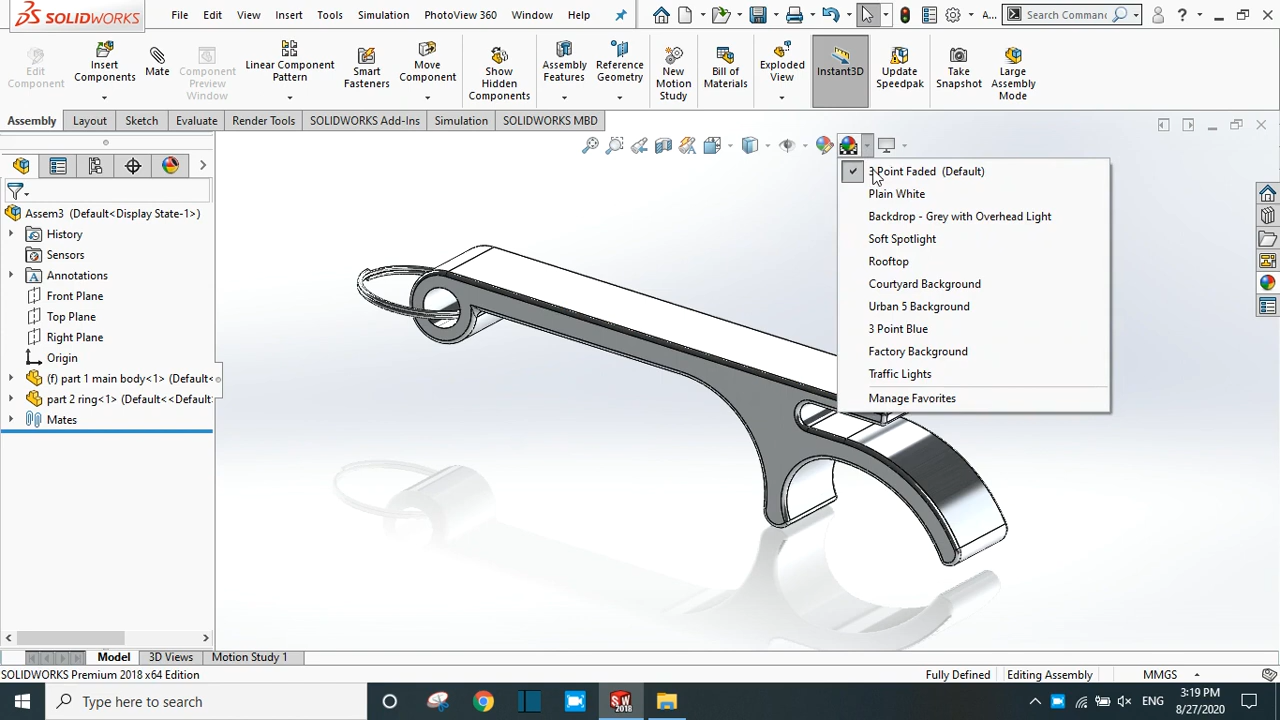 SOLIDWORKS File Edit View Insert Tools Simulation PhotoView 360 Window Help A... Search Commanc ?
Edit Component
Insert Components
Mate
Component Preview Window
Linear Component Pattern
Smart Fasteners
Move Component
Show Hidden Components
Assembly Features
Reference Geometry
New Motion Study
Bill of Materials
Exploded View
Instant3D
Update Speedpak
Take Snapshot
Large Assembly Mode
Assembly Layout Sketch Evaluate Render Tools SOLIDWORKS Add-Ins Simulation SOLIDWORKS MBD
Assem3 (Default<Display State-1>)
History
Sensors
Annotations
Front Plane
Top Plane
Right Plane
Origin
(f) part 1 main body<1> (Default<
part 2 ring<1> (Default<<Default
Mates
3 Point Faded (Default)
Plain White
Backdrop - Grey with Overhead Light
Soft Spotlight
Rooftop
Courtyard Background
Urban 5 Background
3 Point Blue
Factory Background
Traffic Lights
Manage Favorites
Model 3D Views Motion Study 1
SOLIDWORKS Premium 2018 x64 Edition Fully Defined Editing Assembly MMGS
Type here to search SW 2018 ENG 3:19 PM
8/27/2020